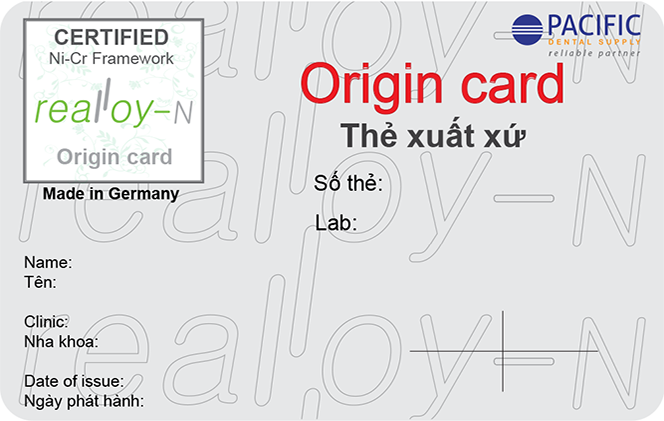 CERTIFIED
Ni-Cr Framework
realloy-N
Origin card
Made in Germany
PACIFIC
DENTAL SUPPLY
reliable partner
Origin card
Thẻ xuất xứ
Số thẻ:
Lab:
Name:
Tên:
Clinic:
Nha khoa:
Date of issue:
Ngày phát hành:
realloy-N
realloy-N